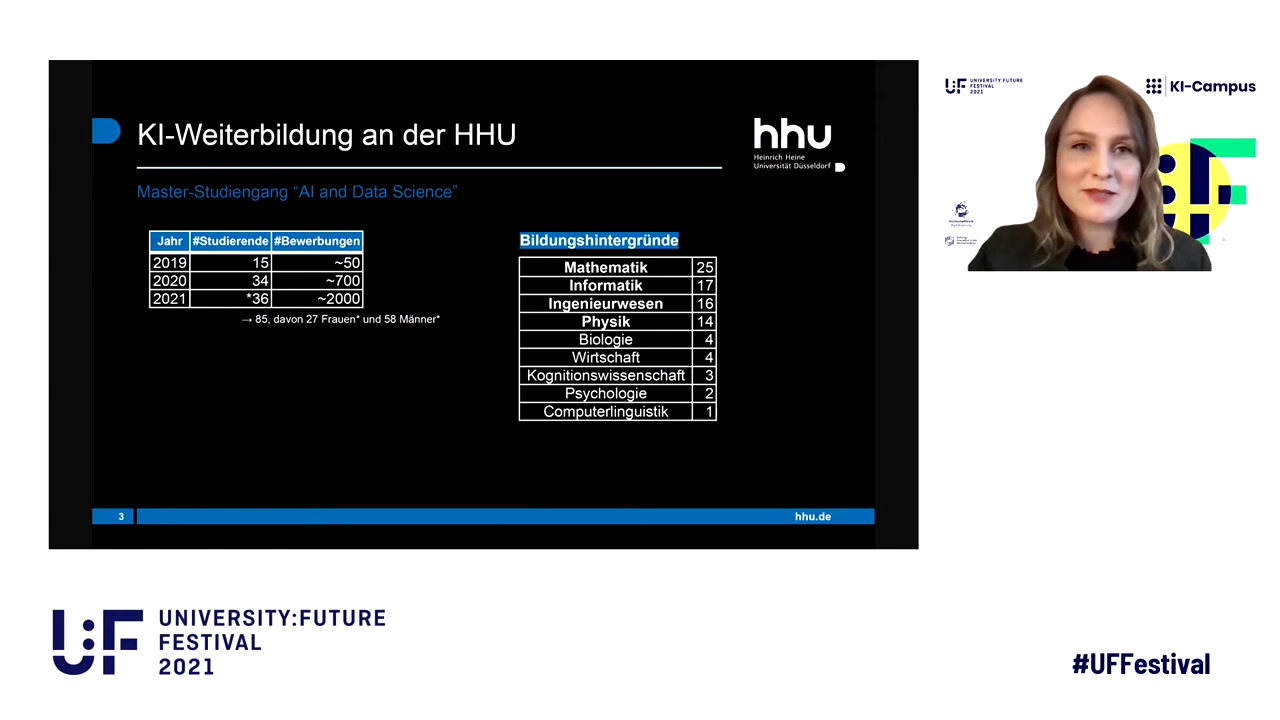 KI-Weiterbildung an der HHU
hhu
Heinrich Heine
Universität Düsseldorf
Master-Studiengang “AI and Data Science”
Jahr #Studierende #Bewerbungen
2019 15 ~50
2020 34 ~700
2021 *36 ~2000
→ 85, davon 27 Frauen* und 58 Männer*
Bildungshintergründe
Mathematik 25
Informatik 17
Ingenieurwesen 16
Physik 14
Biologie 4
Wirtschaft 4
Kognitionswissenschaft 3
Psychologie 2
Computerlinguistik 1
3
hhu.de
U:F UNIVERSITY:FUTURE
FESTIVAL
2021
KI-Campus
U:F UNIVERSITY:FUTURE
FESTIVAL
2021
#UFFestival